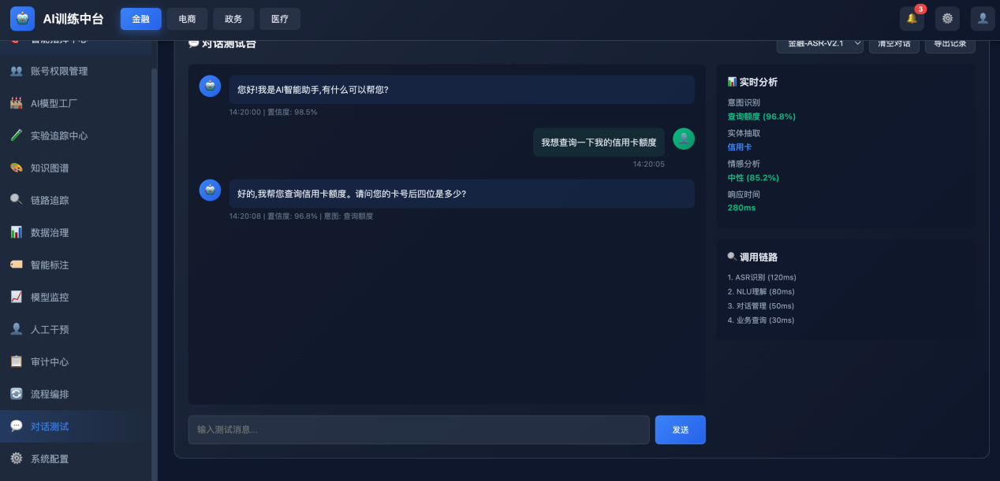 AI训练中台
金融
电商
政务
医疗
3
智能指挥中心
账号权限管理
AI模型工厂
实验追踪中心
知识图谱
链路追踪
数据治理
智能标注
模型监控
人工干预
审计中心
流程编排
对话测试
系统配置
对话测试台
金融-ASR-V2.1
清空对话
导出记录
您好!我是AI智能助手,有什么可以帮您?
14:20:00 | 置信度: 98.5%
我想查询一下我的信用卡额度
14:20:05
好的,我帮您查询信用卡额度。请问您的卡号后四位是多少?
14:20:08 | 置信度: 96.8% | 意图: 查询额度
输入测试消息...
发送
实时分析
意图识别
查询额度 (96.8%)
实体抽取
信用卡
情感分析
中性 (85.2%)
响应时间
280ms
调用链路
1. ASR识别 (120ms)
2. NLU理解 (80ms)
3. 对话管理 (50ms)
4. 业务查询 (30ms)